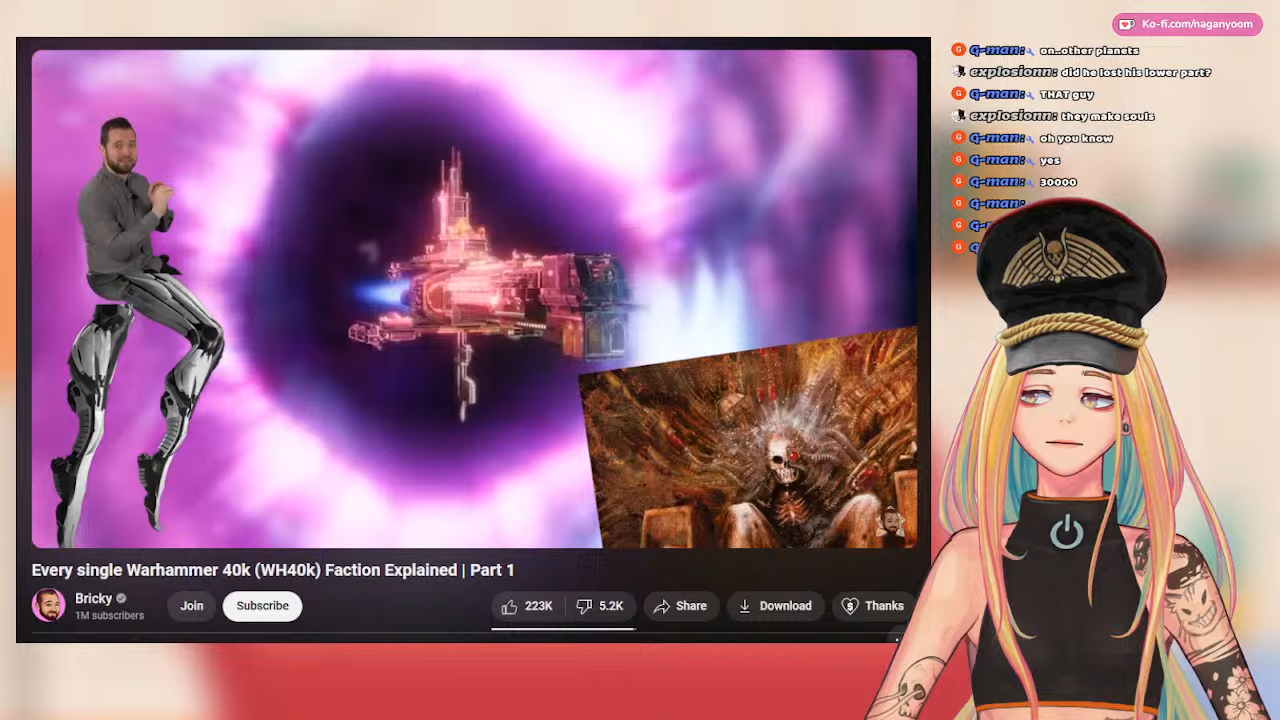 Ko-fi.com/naganyoom
G-man: on..other planets
explosionn: did he lost his lower part?
G-man: THAT guy
explosionn: they make souls
G-man: oh you know
G-man: yes
G-man: 30000
G-man:
Every single Warhammer 40k (WH40k) Faction Explained | Part 1
Bricky
1M subscribers
Join
Subscribe
223K
5.2K
Share
Download
Thanks